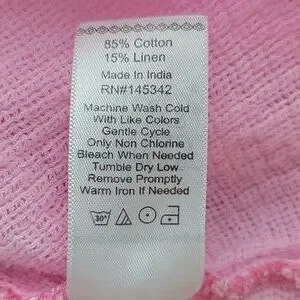 85% Cotton
15% Linen
Made In India
RN#145342
Machine Wash Cold
With Like Colors
Gentle Cycle
Only Non Chlorine
Bleach When Needed
Tumble Dry Low
Remove Promptly
Warm Iron If Needed
30°